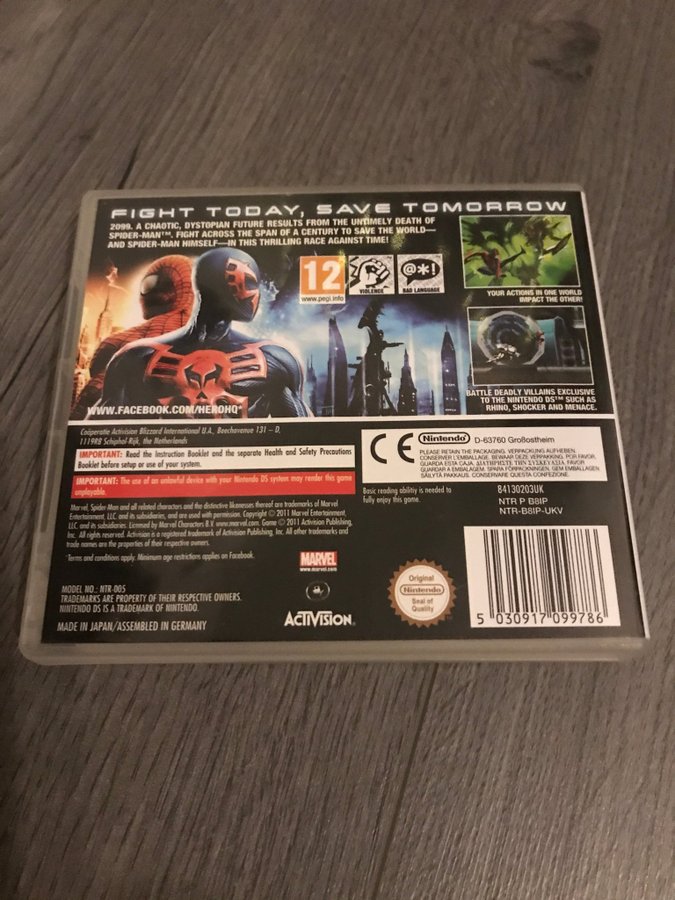 FIGHT TODAY, SAVE TOMORROW
2099. A CHAOTIC, DYSTOPIAN FUTURE RESULTS FROM THE UNTIMELY DEATH OF
SPIDER-MAN™. FIGHT ACROSS THE SPAN OF A CENTURY TO SAVE THE WORLD—
AND SPIDER-MAN HIMSELF—IN THIS THRILLING RACE AGAINST TIME!
12
www.pegi.info
VIOLENCE
@*!
BAD LANGUAGE
YOUR ACTIONS IN ONE WORLD
IMPACT THE OTHER!
BATTLE DEADLY VILLAINS EXCLUSIVE
TO THE NINTENDO DS™ SUCH AS
RHINO, SHOCKER AND MENACE.
WWW.FACEBOOK.COM/HEROHQ*
Coöperatie Activision Blizzard International U.A., Beechavenue 131 – D,
1119RB Schiphol-Rijk, the Netherlands
IMPORTANT: Read the Instruction Booklet and the separate Health and Safety Precautions
Booklet before setup or use of your system.
IMPORTANT: The use of an unlawful device with your Nintendo DS system may render this game
unplayable.
Marvel, Spider-Man and all related characters and the distinctive likenesses thereof are trademarks of Marvel
Entertainment, LLC and its subsidiaries, and are used with permission. Copyright © 2011 Marvel Entertainment,
LLC and its subsidiaries. Licensed by Marvel Characters B.V. www.marvel.com. Game © 2011 Activision Publishing,
Inc. All rights reserved. Activision is a registered trademark of Activision Publishing, Inc. All other trademarks and
trade names are the properties of their respective owners.
*Terms and conditions apply. Minimum age restrictions apply on Facebook.
CE
Nintendo
D-63760 Großostheim
PLEASE RETAIN THE PACKAGING. VERPACKUNG AUFHEBEN.
CONSERVER L'EMBALLAGE. BEWAAR DEZE VERPAKKING. POR FAVOR,
GUARDA ESTA CAJA. ΔΙΑΤΗΡΗΣΤΕ ΤΗΝ ΣΥΣΚΕΥΑΣΙΑ. FAVOR
GUARDAR A EMBALAGEM. SPARA FÖRPACKNINGEN. GEM EMBALLAGEN.
SÄILYTÄ PAKKAUS. CONSERVARE QUESTA CONFEZIONE.
Basic reading ability is needed to
fully enjoy this game.
84130203UK
NTR P B8IP
NTR-B8IP-UKV
MARVEL
www.marvel.com
ACTIVISION
Original
Nintendo
Seal of
Quality
5 030917 099786
MODEL NO.: NTR-005
TRADEMARKS ARE PROPERTY OF THEIR RESPECTIVE OWNERS.
NINTENDO DS IS A TRADEMARK OF NINTENDO.
MADE IN JAPAN/ASSEMBLED IN GERMANY